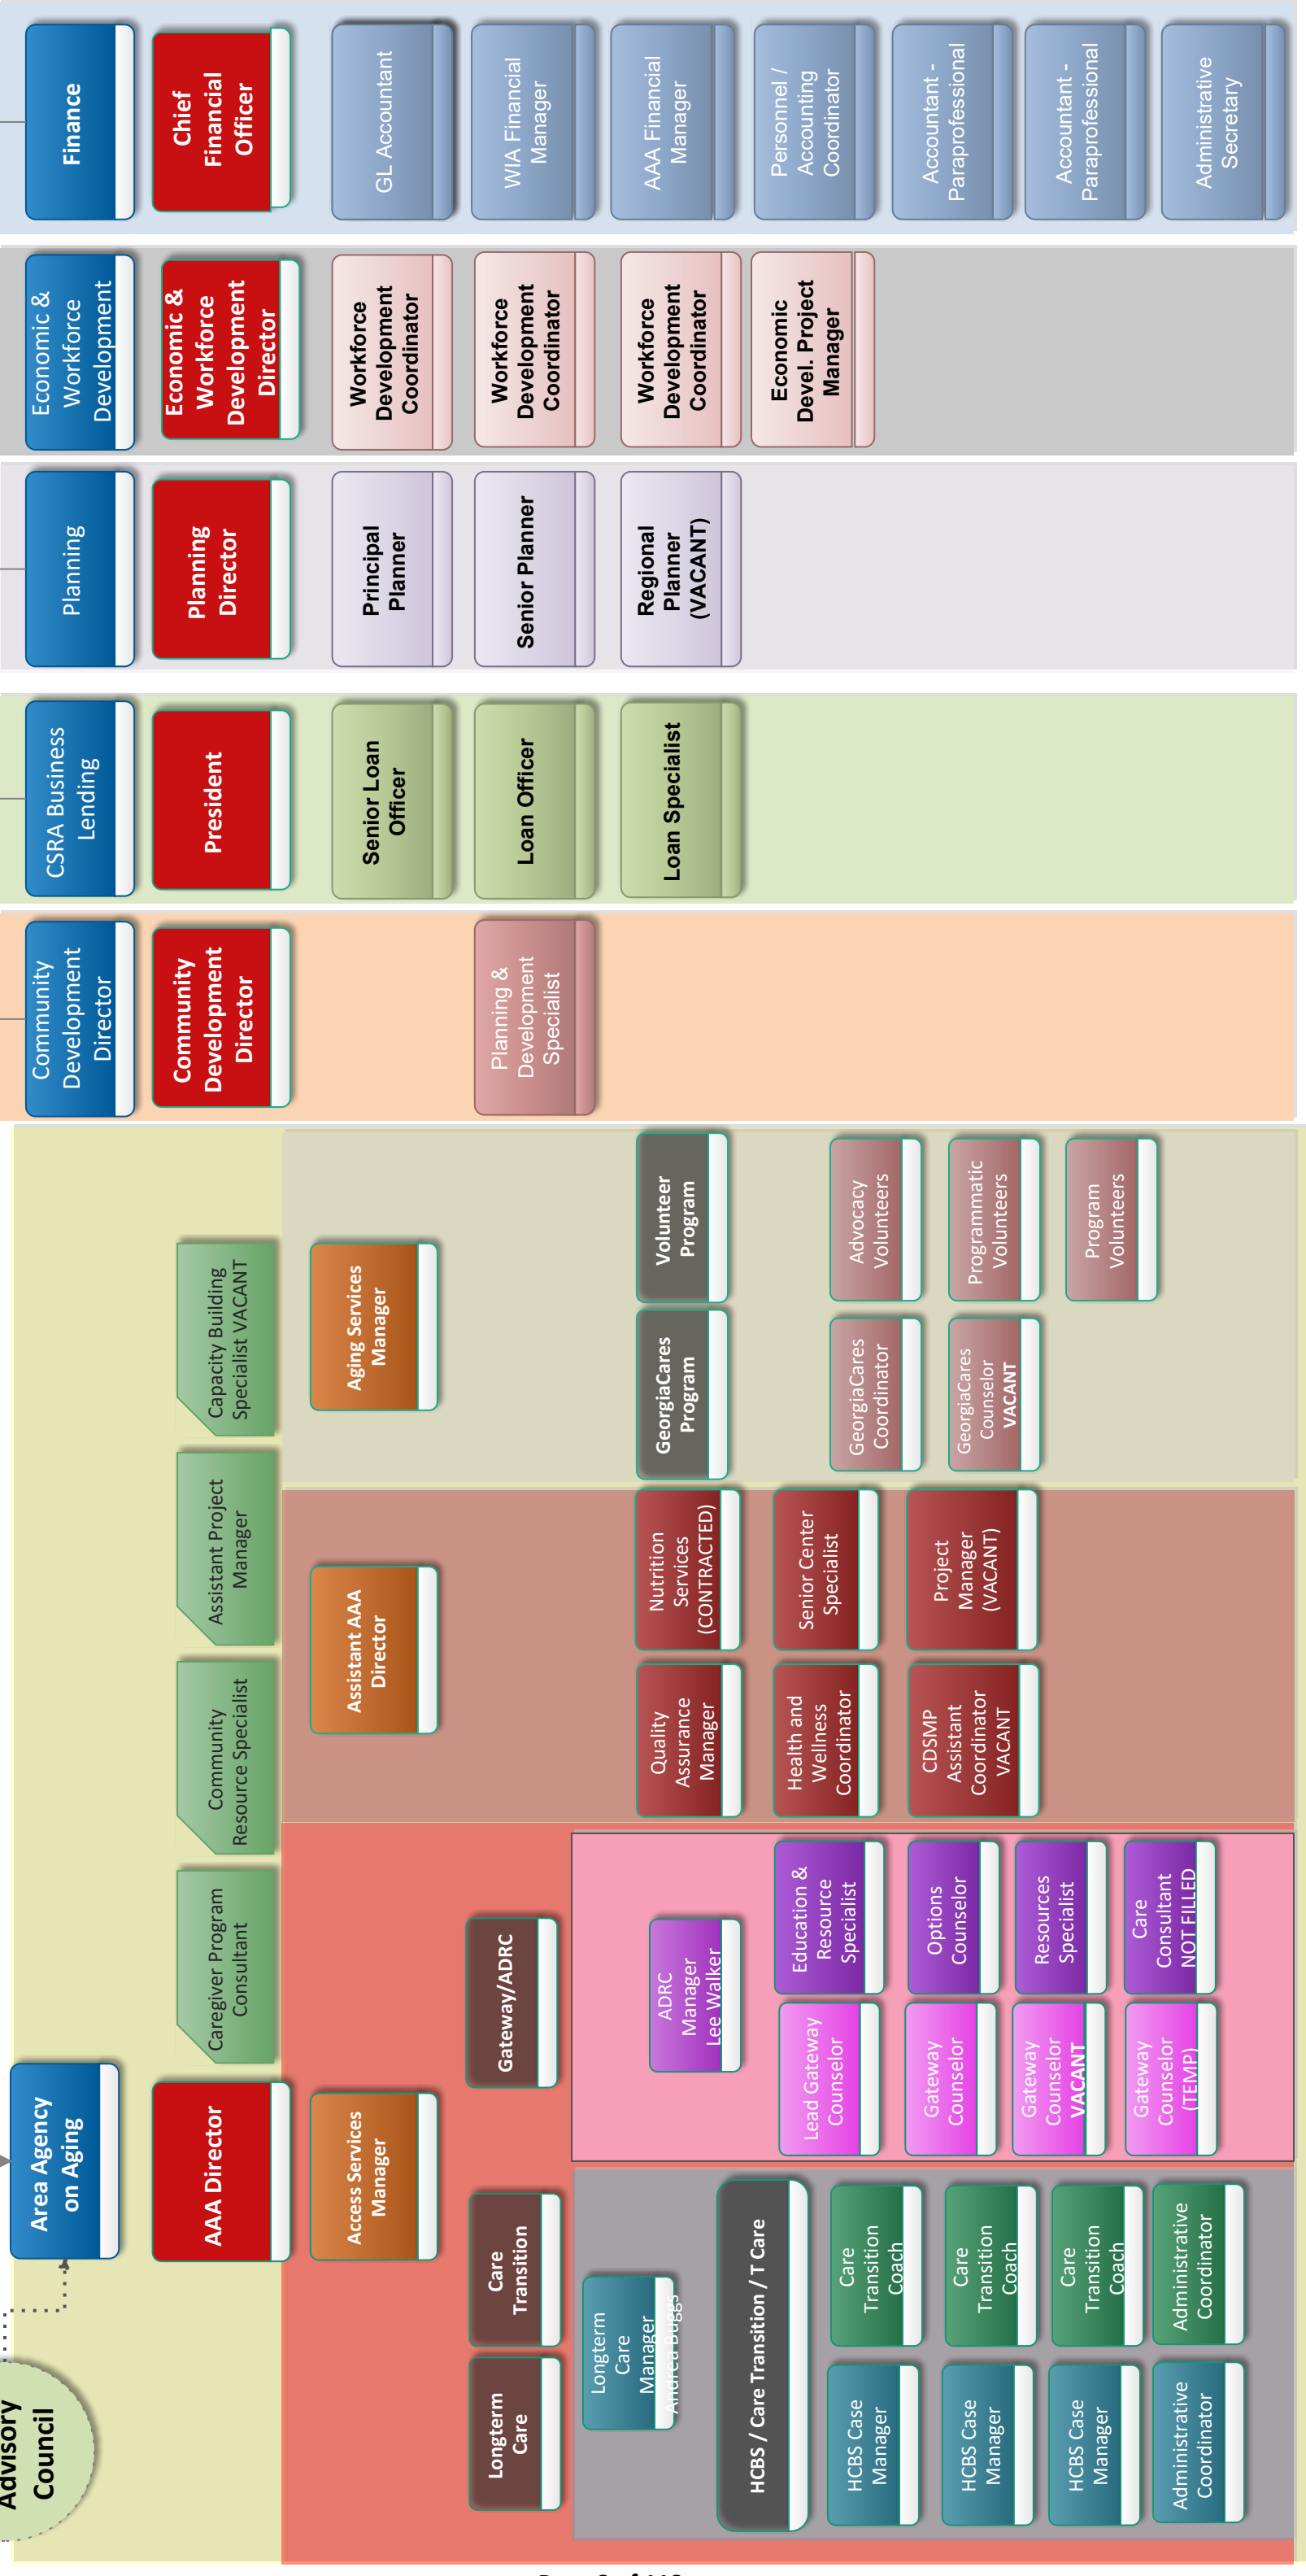 Advisory
Council
Area Agency
on Aging
AAA Director
Caregiver Program
Consultant
Community
Resource Specialist
Assistant Project
Manager
Capacity Building
Specialist VACANT
Access Services
Manager
Assistant AAA
Director
Aging Services
Manager
Longterm
Care
Care
Transition
Gateway/ADRC
Longterm
Care
Manager
Andrea Buggs
HCBS / Care Transition / T Care
HCBS Case
Manager
Care
Transition
Coach
HCBS Case
Manager
Care
Transition
Coach
HCBS Case
Manager
Care
Transition
Coach
Administrative
Coordinator
Administrative
Coordinator
ADRC
Manager
Lee Walker
Lead Gateway
Counselor
Education &
Resource
Specialist
Gateway
Counselor
Options
Counselor
Gateway
Counselor
VACANT
Resources
Specialist
Gateway
Counselor
(TEMP)
Care
Consultant
NOT FILLED
Quality
Assurance
Manager
Nutrition
Services
(CONTRACTED)
Health and
Wellness
Coordinator
Senior Center
Specialist
CDSMP
Assistant
Coordinator
VACANT
Project
Manager
(VACANT)
GeorgiaCares
Program
Volunteer
Program
GeorgiaCares
Coordinator
Advocacy
Volunteers
GeorgiaCares
Counselor
VACANT
Programmatic
Volunteers
Program
Volunteers
Community
Development
Director
Community
Development
Director
Planning &
Development
Specialist
CSRA Business
Lending
President
Senior Loan
Officer
Loan Officer
Loan Specialist
Planning
Planning
Director
Principal
Planner
Senior Planner
Regional
Planner
(VACANT)
Economic &
Workforce
Development
Economic &
Workforce
Development
Director
Workforce
Development
Coordinator
Workforce
Development
Coordinator
Workforce
Development
Coordinator
Economic
Devel. Project
Manager
Finance
Chief
Financial
Officer
GL Accountant
WIA Financial
Manager
AAA Financial
Manager
Personnel /
Accounting
Coordinator
Accountant -
Paraprofessional
Accountant -
Paraprofessional
Administrative
Secretary